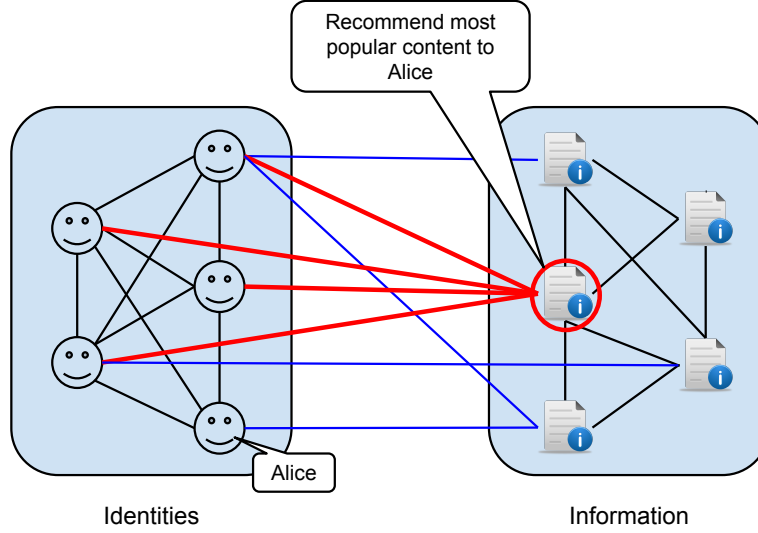 Recommend most
popular content to
Alice
i
i
i
i
i
Alice
Identities
Information